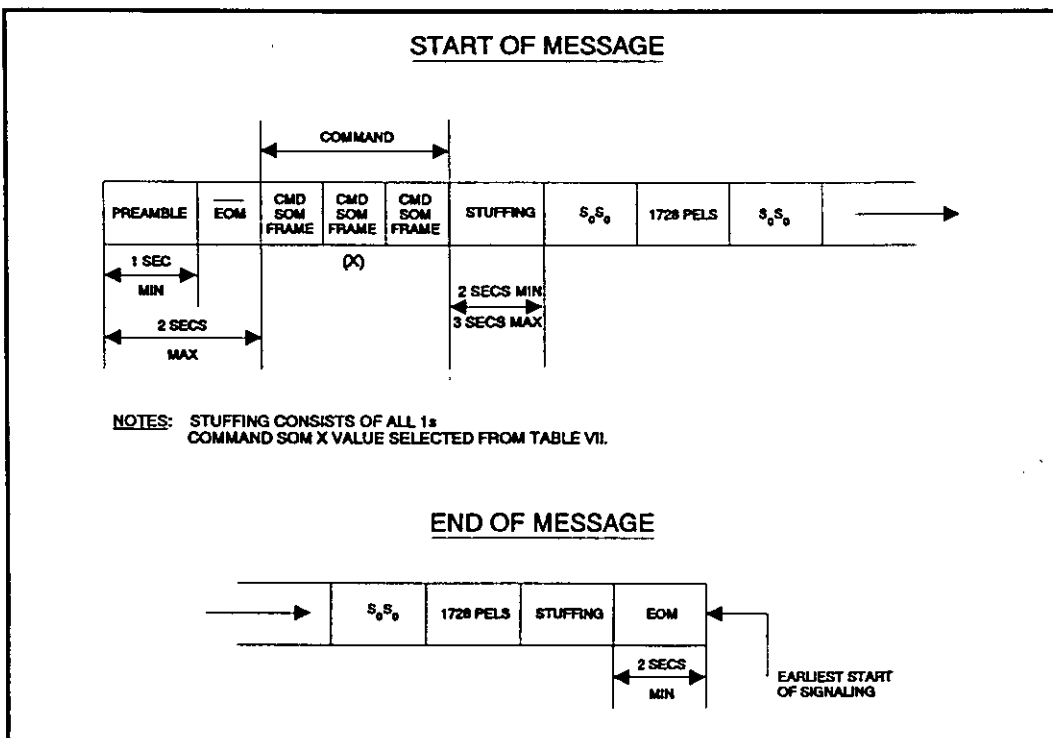 START OF MESSAGE
COMMAND
PREAMBLE
E̅O̅M̅
CMD SOM FRAME
CMD SOM FRAME
CMD SOM FRAME
STUFFING
S₀S₀
1728 PELS
S₀S₀
(X)
1 SEC
MIN
2 SECS MIN
3 SECS MAX
2 SECS
MAX
NOTES: STUFFING CONSISTS OF ALL 1s
COMMAND SOM X VALUE SELECTED FROM TABLE VII.
END OF MESSAGE
S₀S₀
1728 PELS
STUFFING
EOM
2 SECS
MIN
EARLIEST START
OF SIGNALING